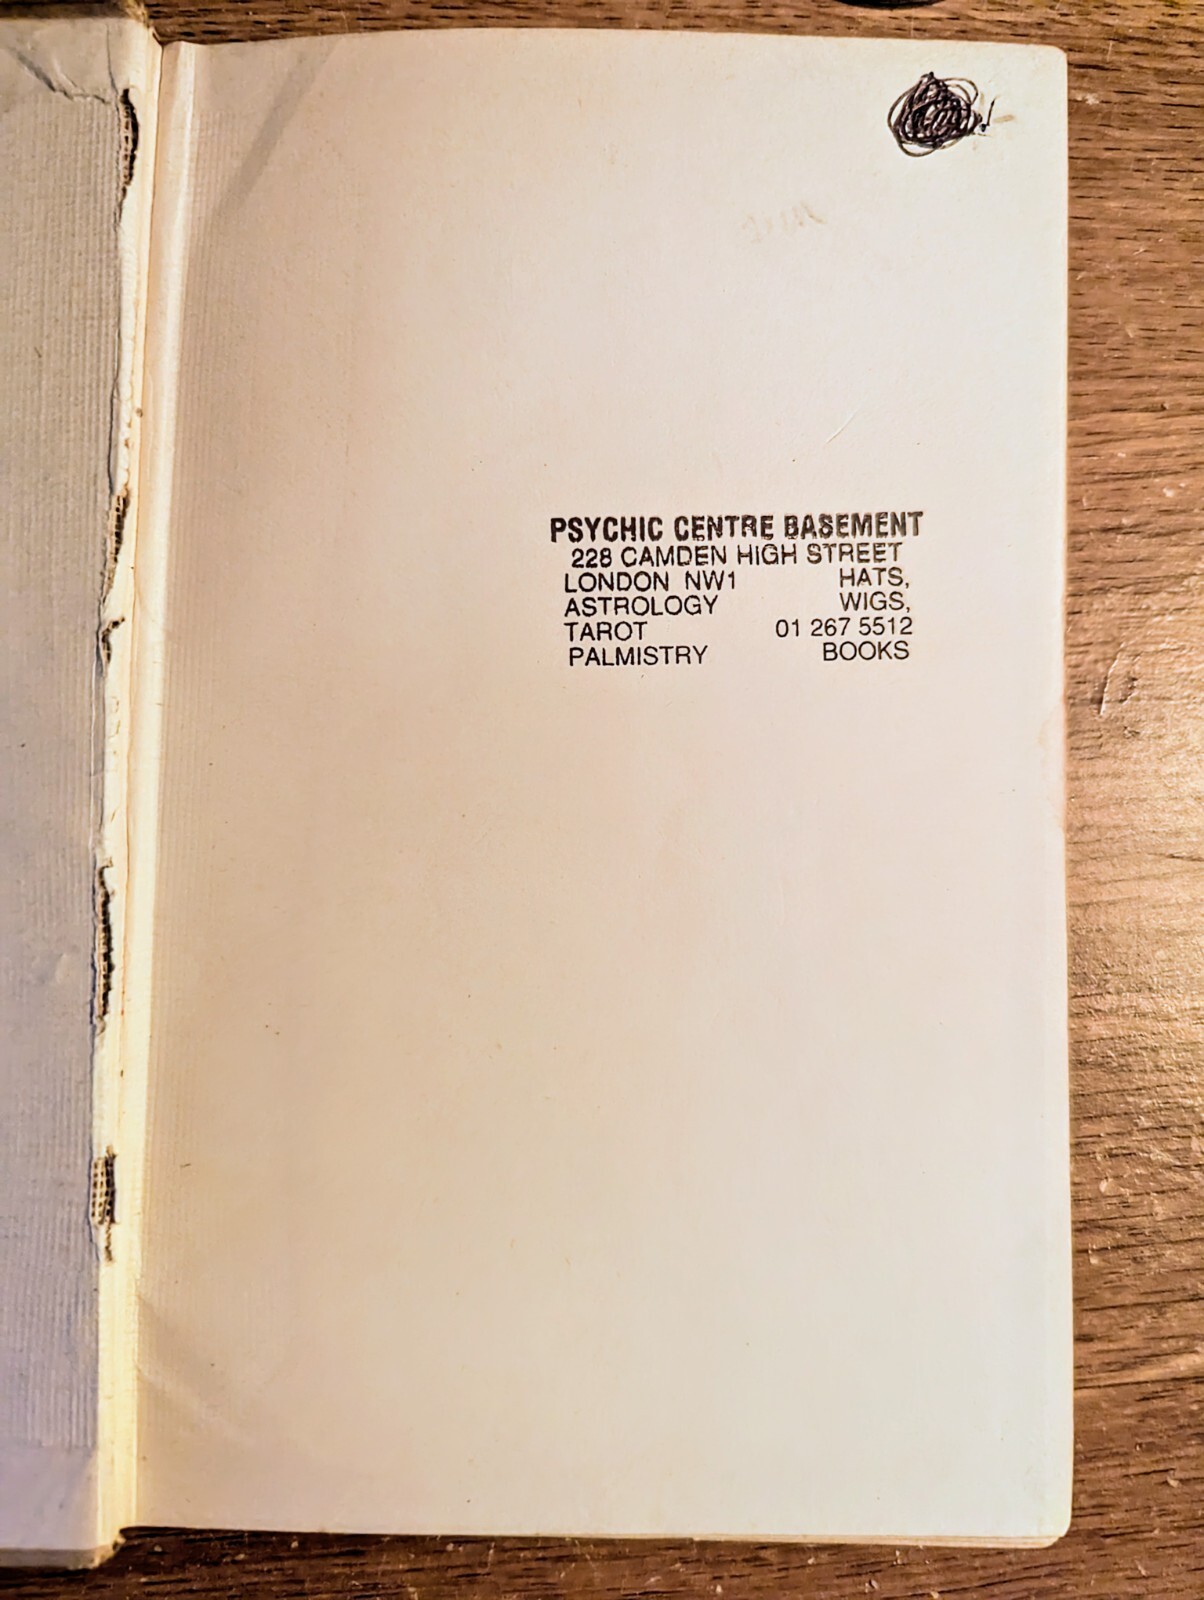 PSYCHIC CENTRE BASEMENT
228 CAMDEN HIGH STREET
LONDON NW1 HATS,
ASTROLOGY WIGS,
TAROT 01 267 5512
PALMISTRY BOOKS